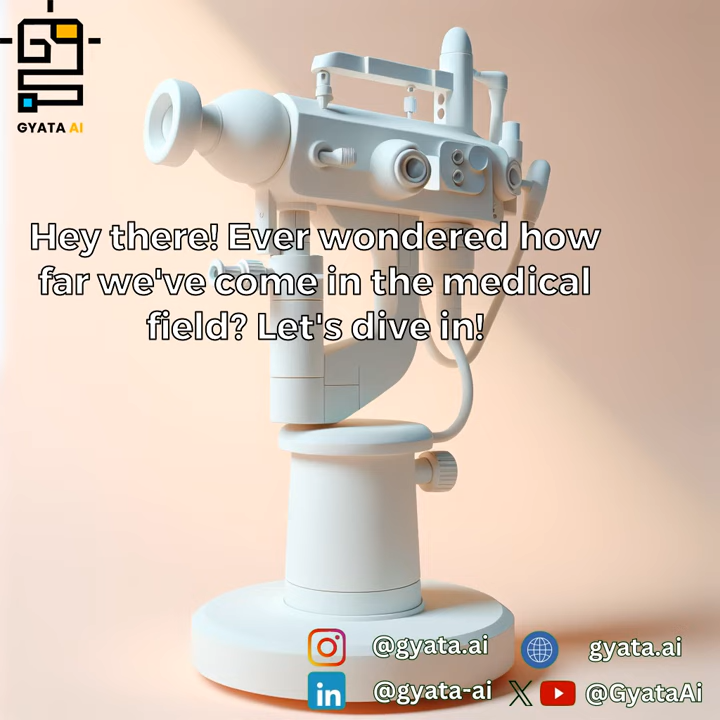 GYATA AI
Hey there! Ever wondered how
far we've come in the medical
field? Let's dive in!
@gyata.ai
gyata.ai
@gyata-ai
@GyataAi